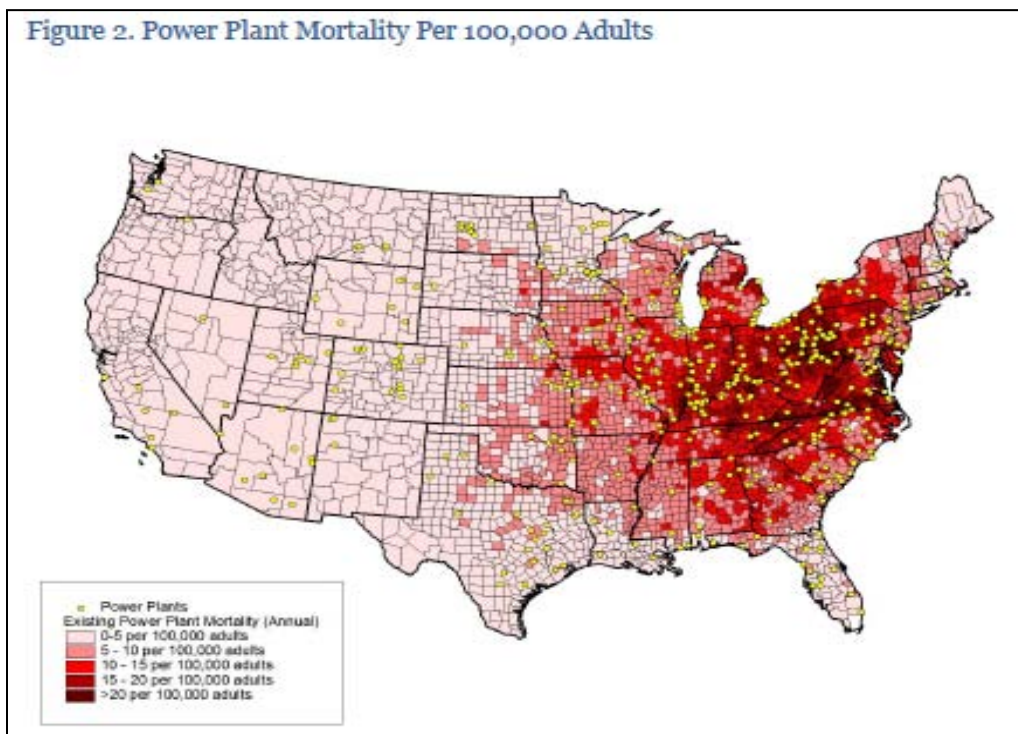 Figure 2. Power Plant Mortality Per 100,000 Adults
Power Plants
Existing Power Plant Mortality (Annual)
0-5 per 100,000 adults
5 - 10 per 100,000 adults
10 - 15 per 100,000 adults
15 - 20 per 100,000 adults
>20 per 100,000 adults